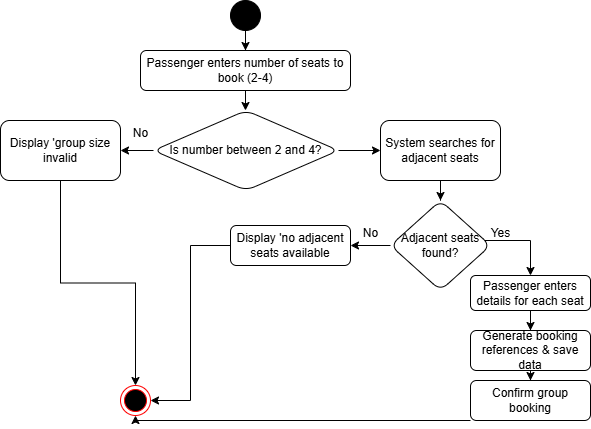 Passenger enters number of seats to
book (2-4)
No
Display 'group size
invalid
Is number between 2 and 4?
System searches for
adjacent seats
No
Display 'no adjacent
seats available
Adjacent seats
found?
Yes
Passenger enters
details for each seat
Generate booking
references & save
data
Confirm group
booking